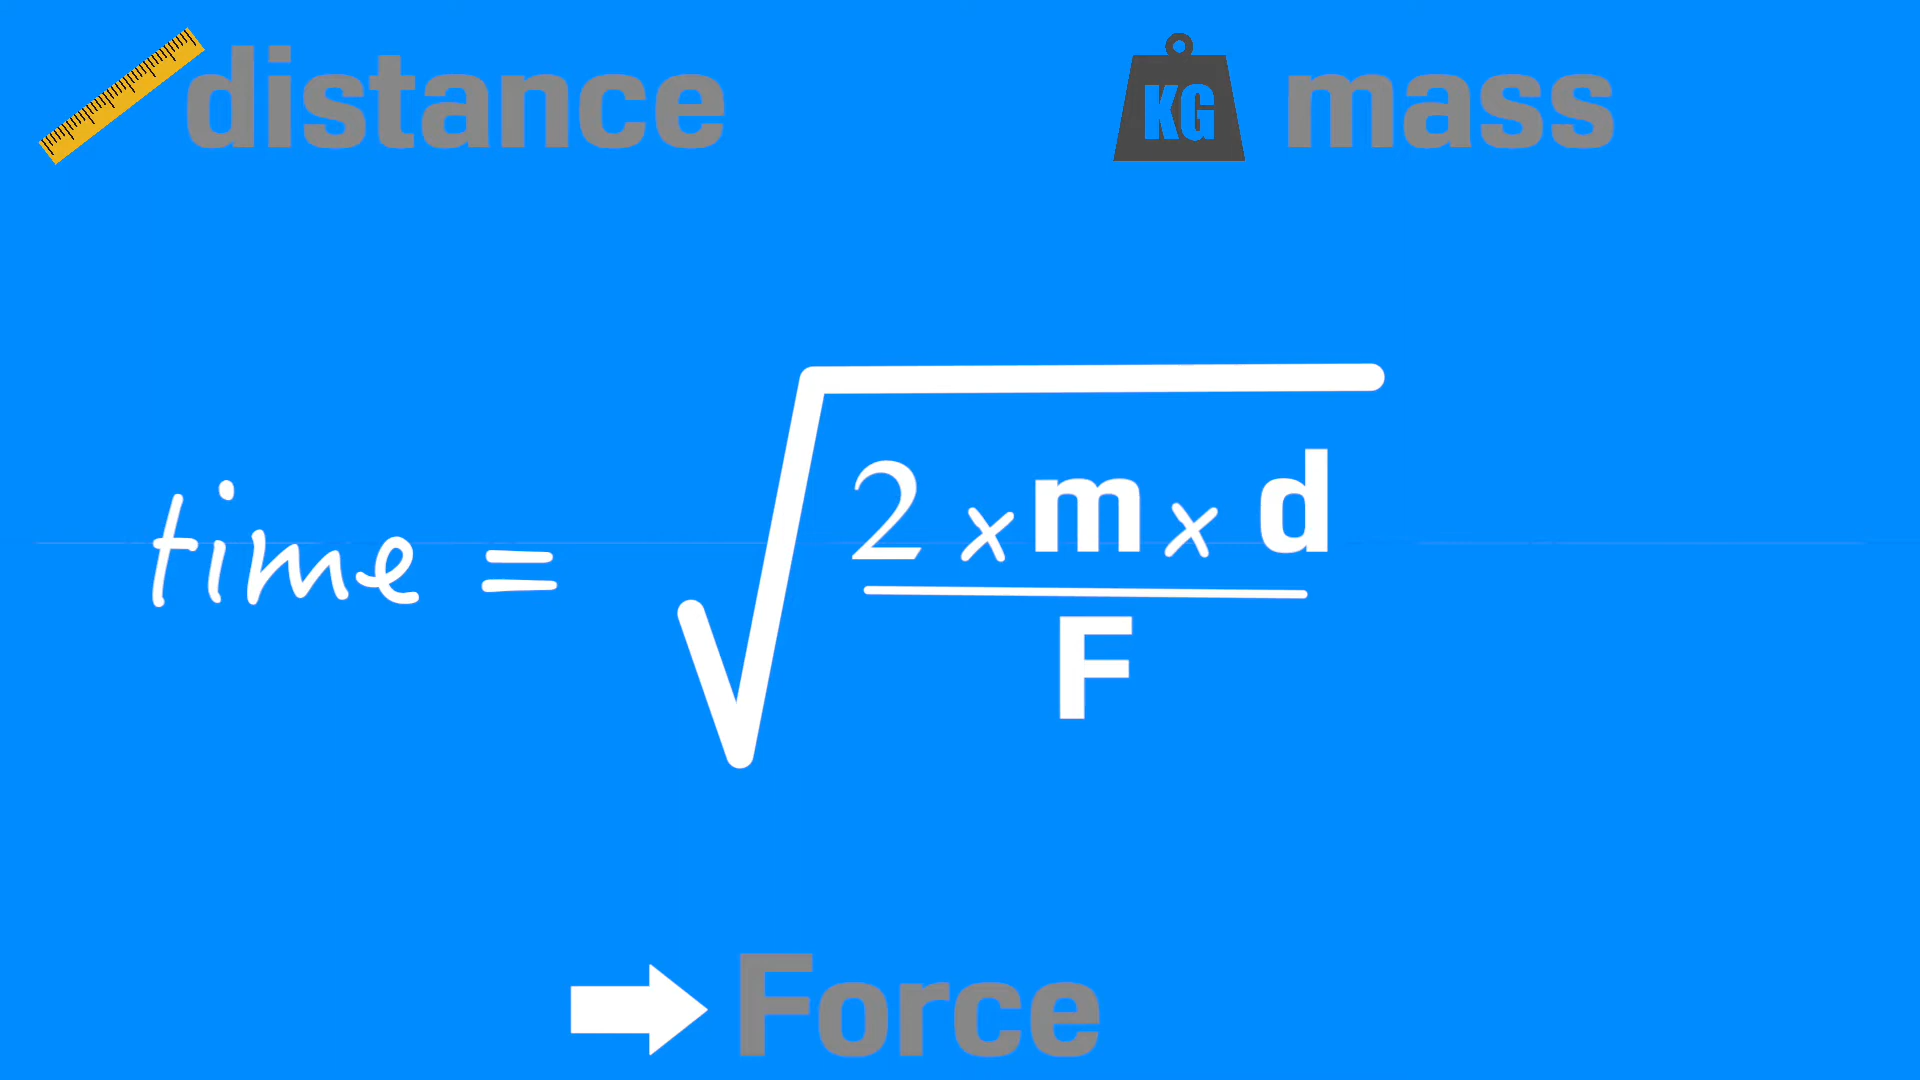 distance
KG mass
time = √
2 × m × d
F
Force